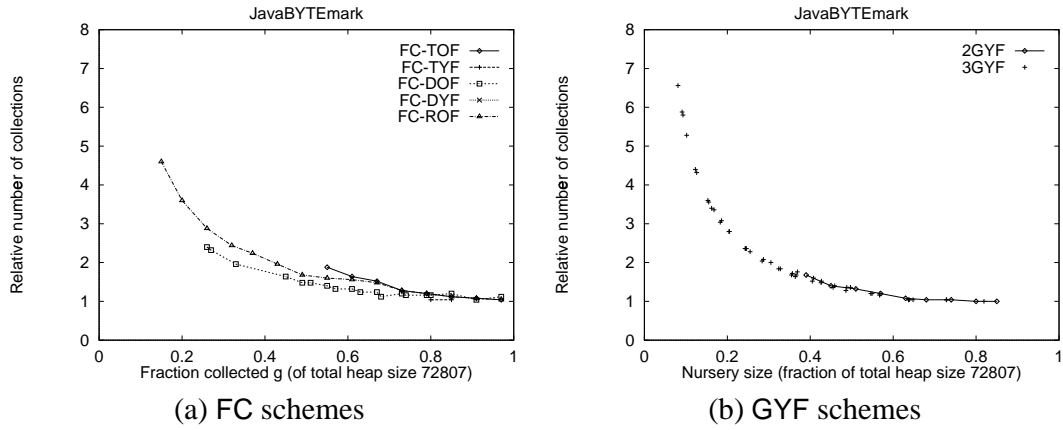 JavaBYTEmark
8
7
6
5
4
3
2
1
0
Relative number of collections
FC-TOF
FC-TYF
FC-DOF
FC-DYF
FC-ROF
0
0.2
0.4
0.6
0.8
1
Fraction collected g (of total heap size 72807)
(a) FC schemes
JavaBYTEmark
8
7
6
5
4
3
2
1
0
Relative number of collections
2GYF
3GYF
0
0.2
0.4
0.6
0.8
1
Nursery size (fraction of total heap size 72807)
(b) GYF schemes